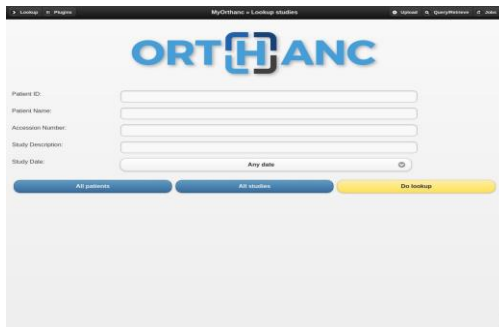 Lookup Plugins MyOrthanc » Lookup studies Upload Query/Retrieve Jobs
ORTHANC
Patient ID:
Patient Name:
Accession Number:
Study Description:
Study Date: Any date
All patients All studies Do lookup